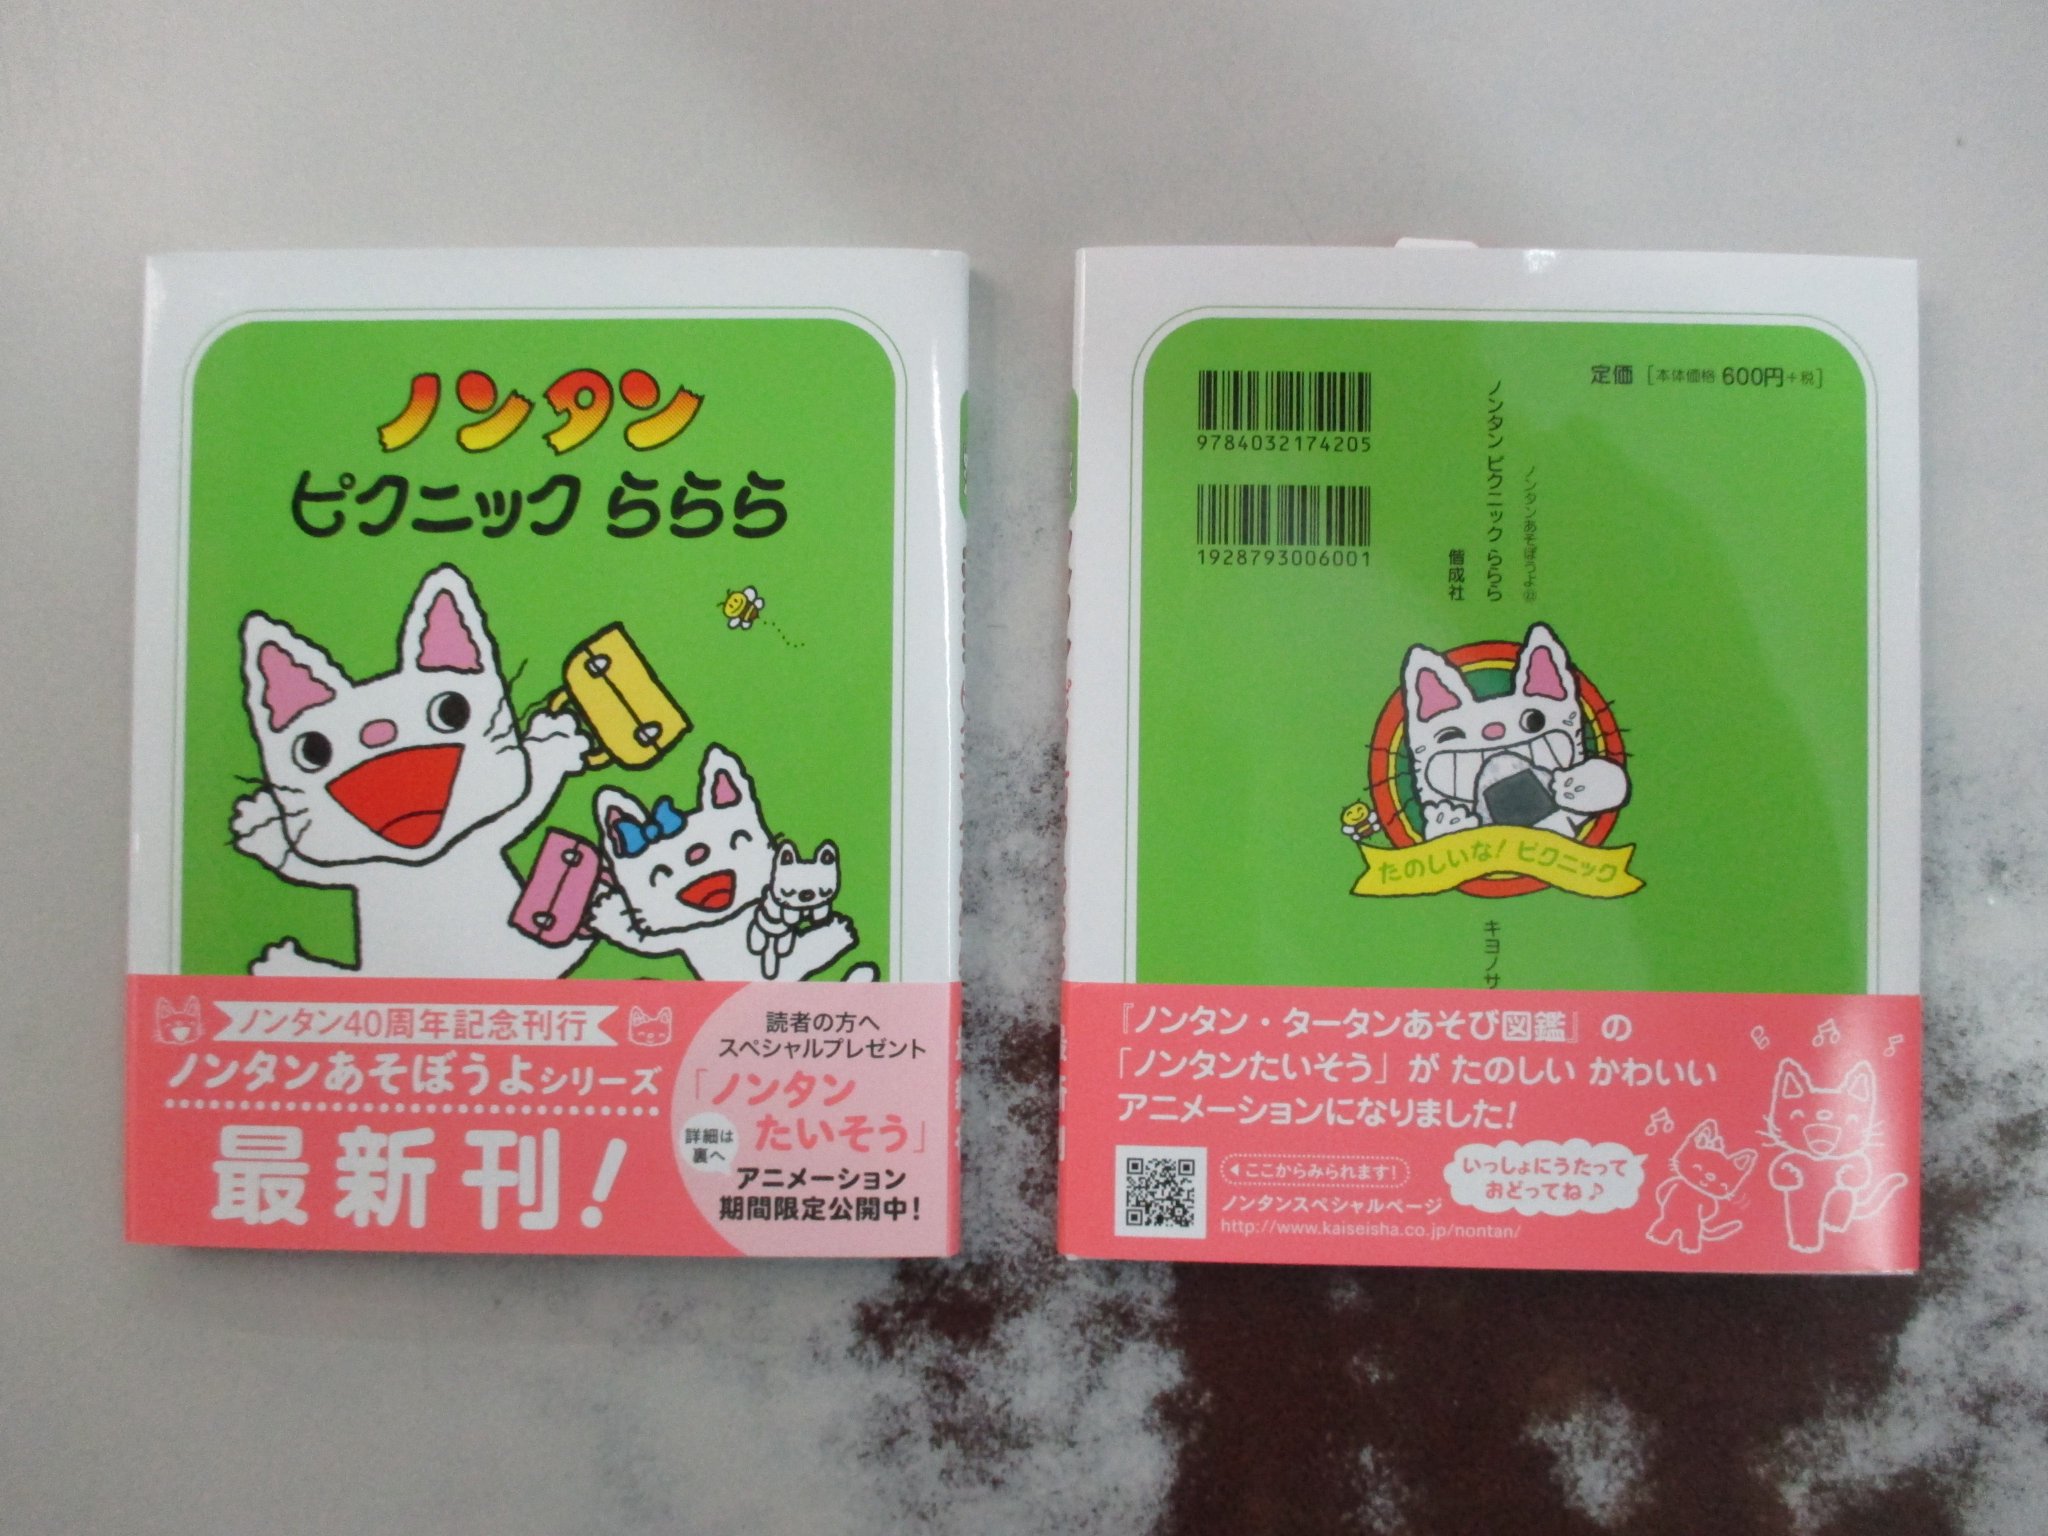 ノンタン
ピクニック ららら
ノンタン40周年記念刊行
ノンタンあそぼうよシリーズ
最新刊!
読者の方へ
スペシャルプレゼント
「ノンタン
たいそう」
詳細は
裏へ
アニメーション
期間限定公開中!
9784032174205
1928793006001
定価 [本体価格 600円+税]
ノンタンあそぼうよ
ノンタン ピクニック ららら
偕成社
たのしいな! ピクニック
キヨノサ
『ノンタン・タータンあそび図鑑』の
「ノンタンたいそう」が たのしい かわいい
アニメーションになりました!
ここからみられます!
ノンタンスペシャルページ
http://www.kaiseisha.co.jp/nontan/
いっしょにうたって
おどってね♪